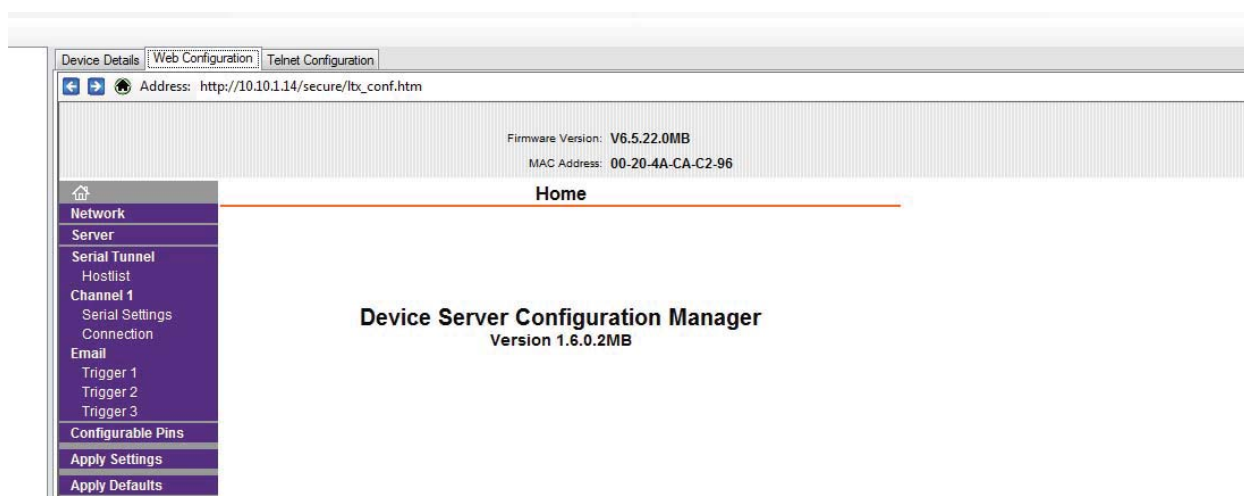 Device Details Web Configuration Telnet Configuration
Address: http://10.10.1.14/secure/ltx_conf.htm
Firmware Version: V6.5.22.0MB
MAC Address: 00-20-4A-CA-C2-96
Home
Network
Server
Serial Tunnel
Hostlist
Channel 1
Serial Settings
Connection
Email
Trigger 1
Trigger 2
Trigger 3
Configurable Pins
Apply Settings
Apply Defaults
Device Server Configuration Manager
Version 1.6.0.2MB